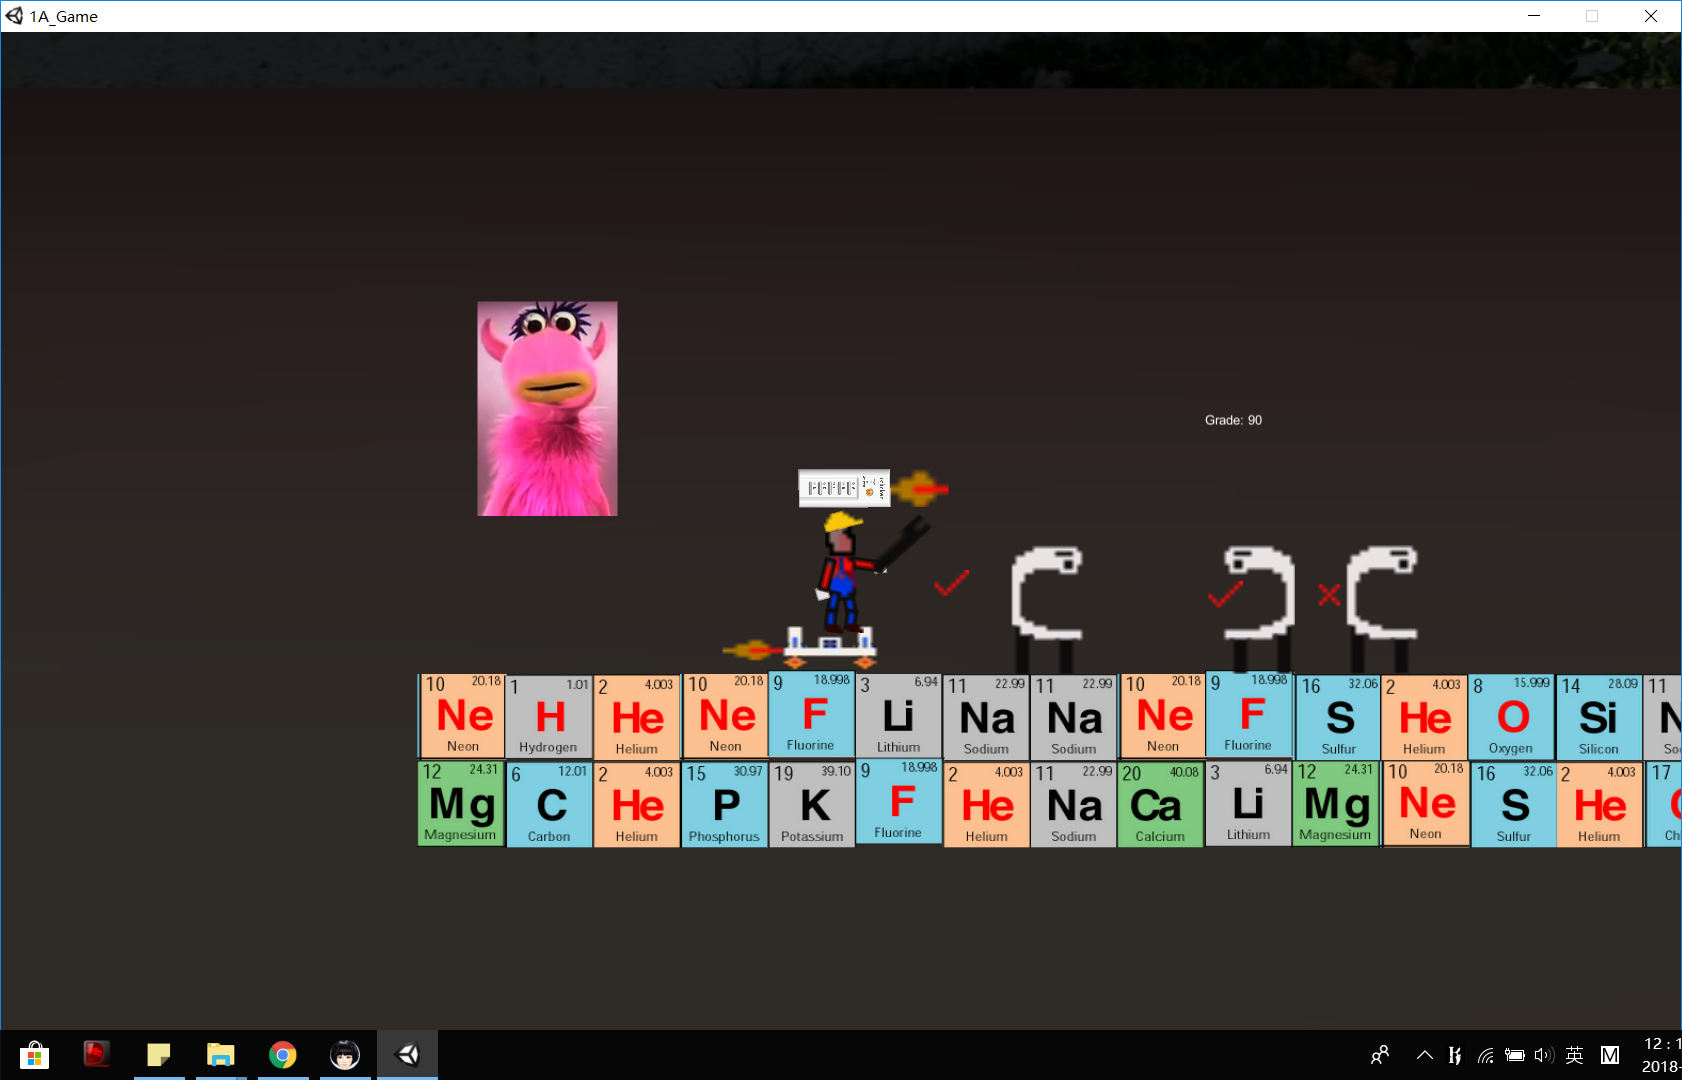 1A_Game
Grade: 90
10 20.18 Ne Neon
1 1.01 H Hydrogen
2 4.003 He Helium
10 20.18 Ne Neon
9 18.998 F Fluorine
3 6.94 Li Lithium
11 22.99 Na Sodium
11 22.99 Na Sodium
10 20.18 Ne Neon
9 18.998 F Fluorine
16 32.06 S Sulfur
2 4.003 He Helium
8 15.999 O Oxygen
14 28.09 Si Silicon
11
12 24.31 Mg Magnesium
6 12.01 C Carbon
2 4.003 He Helium
15 30.97 P Phosphorus
19 39.10 K Potassium
9 18.998 F Fluorine
2 4.003 He Helium
11 22.99 Na Sodium
20 40.08 Ca Calcium
3 6.94 Li Lithium
12 24.31 Mg Magnesium
10 20.18 Ne Neon
16 32.06 S Sulfur
2 4.003 He Helium
17
英 M
12:1
2018-